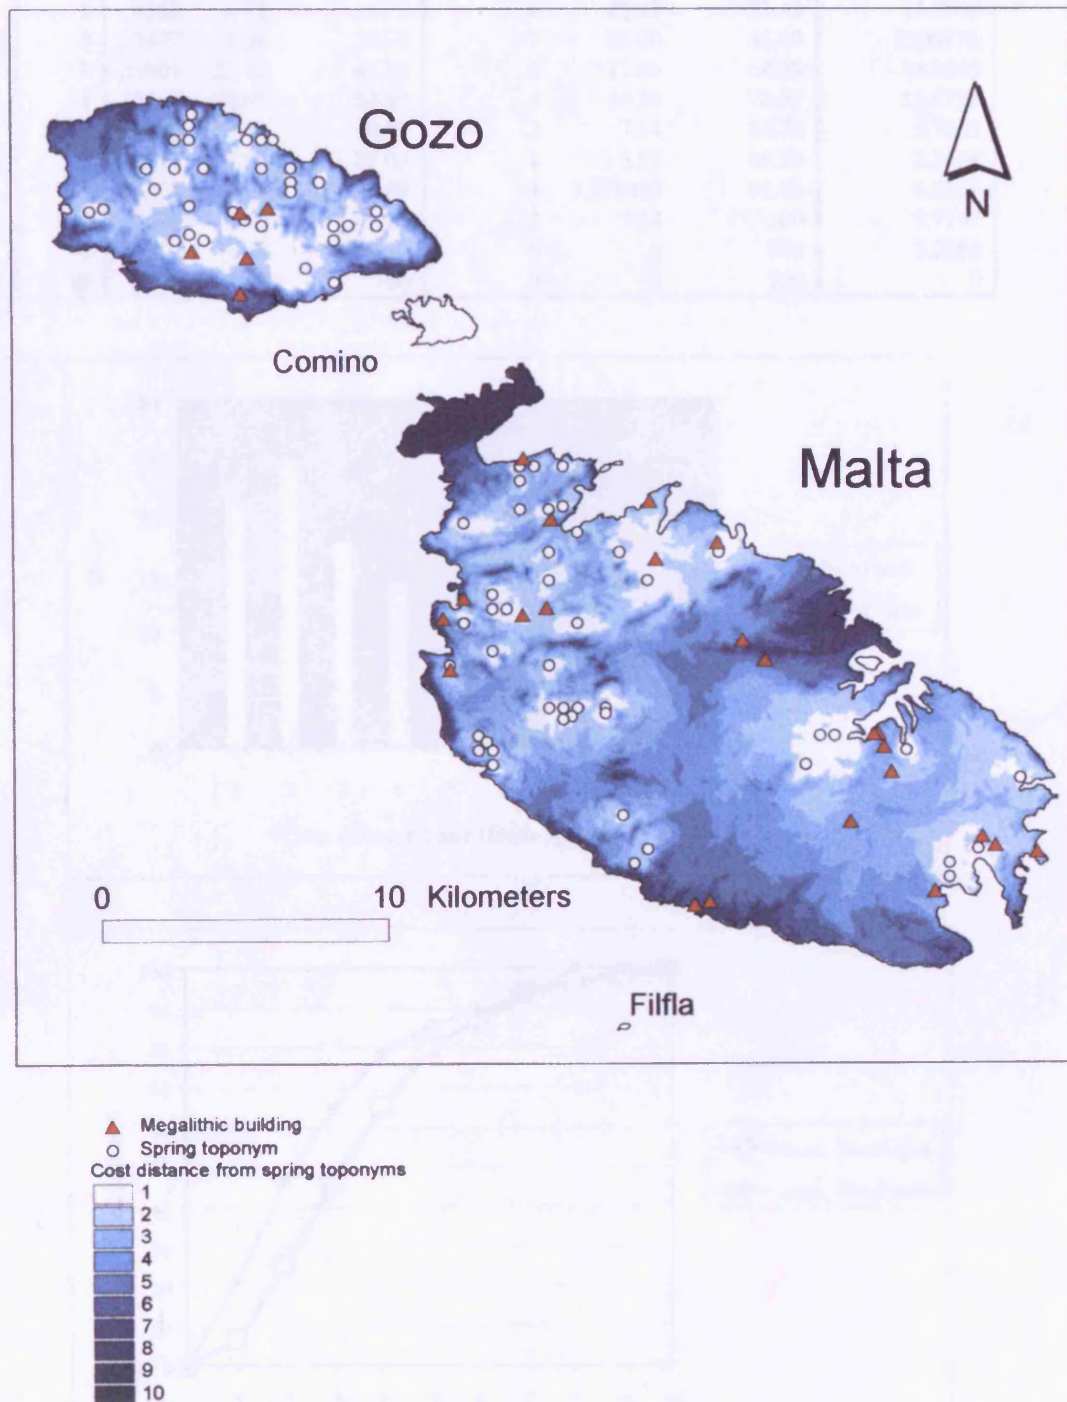 Gozo
N
Comino
Malta
0 10 Kilometers
Filfla
Megalithic building
Spring toponym
Cost distance from spring toponyms
1
2
3
4
5
6
7
8
9
10